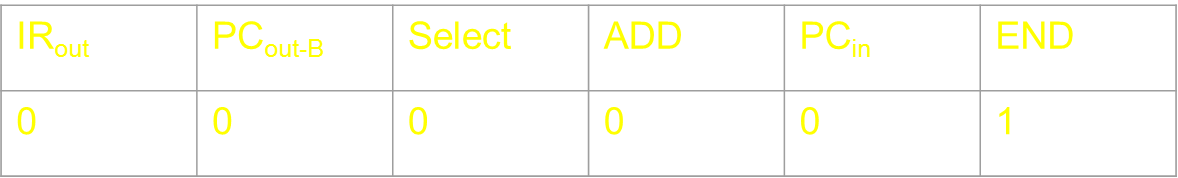 IRout PCout-B Select ADD PCin END
0 0 0 0 0 1